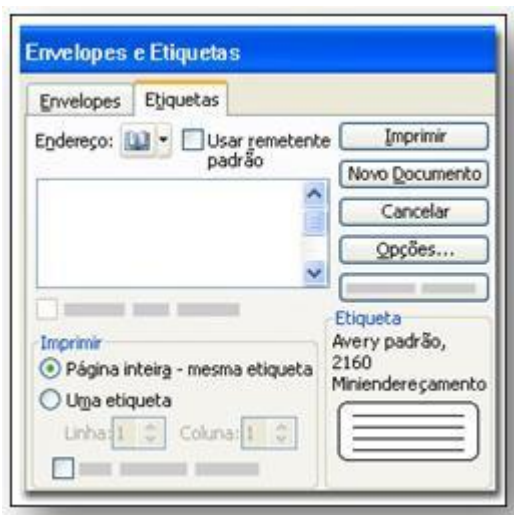 Envelopes e Etiquetas
Envelopes Etiquetas
Endereço: Usar remetente padrão
Imprimir
Novo Documento
Cancelar
Opções...
Imprimir
Página inteira - mesma etiqueta
Uma etiqueta
Linha: 1 Coluna: 1
Etiqueta
Avery padrão,
2160
Miniendereçamento